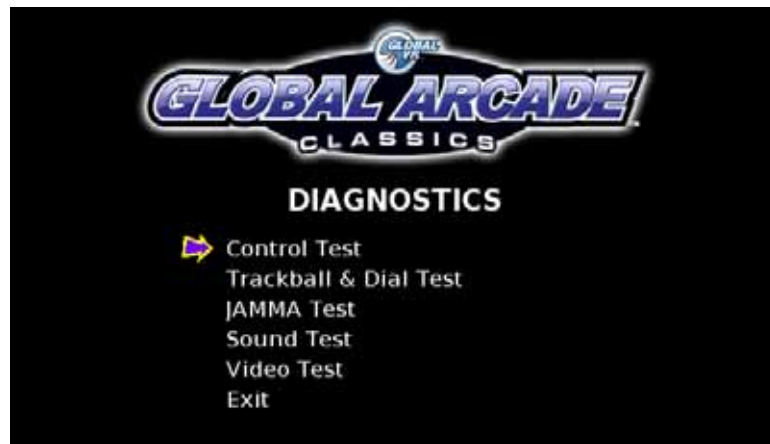 GLOBAL
VR
GLOBAL ARCADE
CLASSICS
DIAGNOSTICS
Control Test
Trackball & Dial Test
JAMMA Test
Sound Test
Video Test
Exit